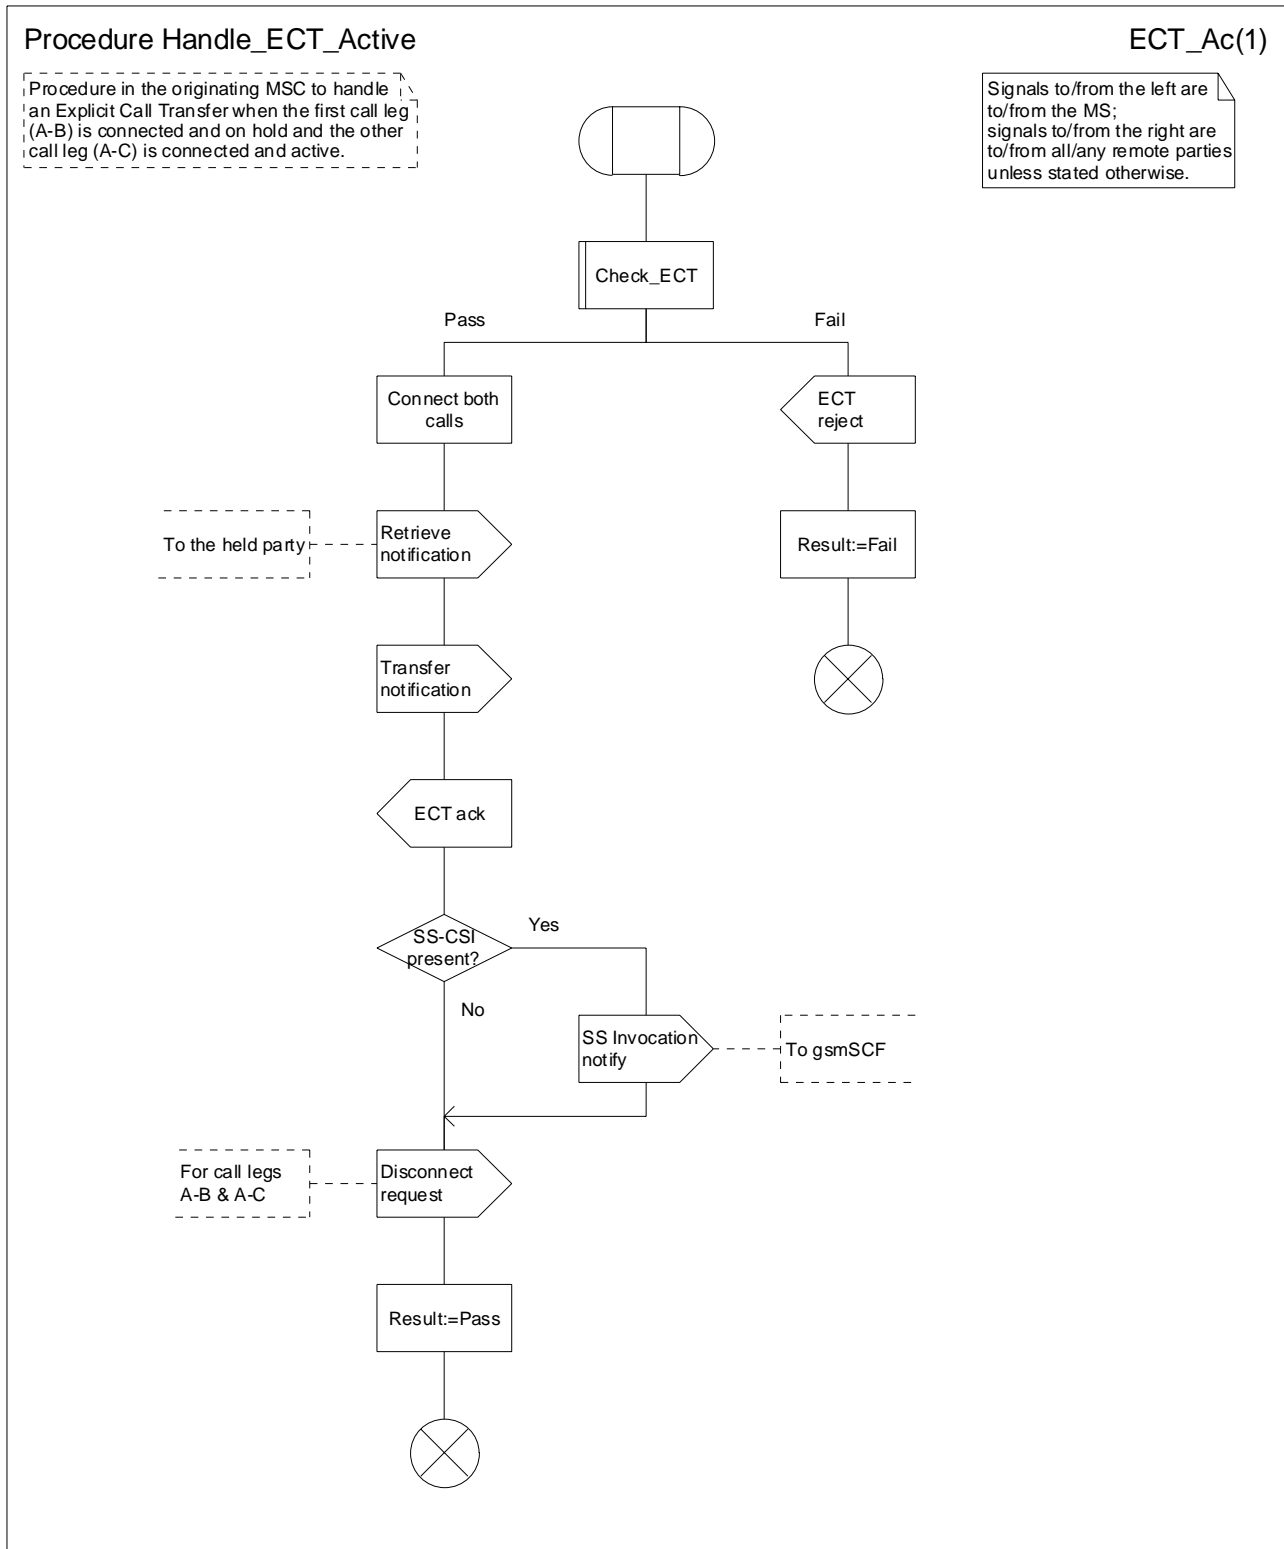 Procedure Handle_ECT_Active
ECT_Ac(1)
Procedure in the originating MSC to handle
an Explicit Call Transfer when the first call leg
(A-B) is connected and on hold and the other
call leg (A-C) is connected and active.
Signals to/from the left are
to/from the MS;
signals to/from the right are
to/from all/any remote parties
unless stated otherwise.
Check_ECT
Pass
Fail
Connect both
calls
ECT
reject
To the held party
Retrieve
notification
Result:=Fail
Transfer
notification
ECT ack
SS-CSI
present?
Yes
No
SS Invocation
notify
To gsmSCF
For call legs
A-B & A-C
Disconnect
request
Result:=Pass